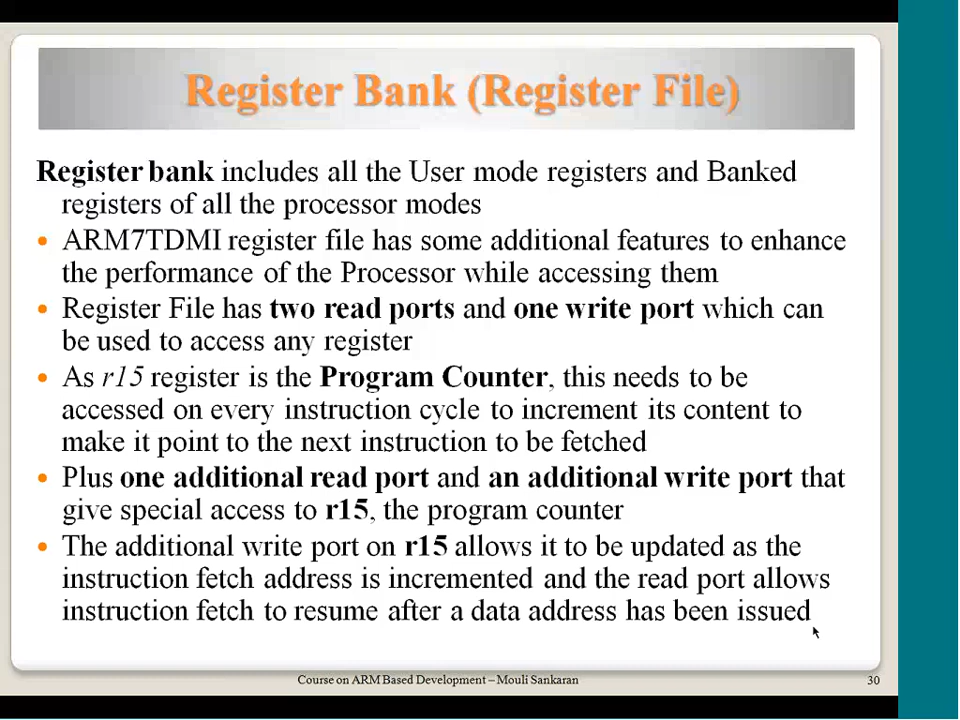 Register Bank (Register File)
Register bank includes all the User mode registers and Banked
registers of all the processor modes
• ARM7TDMI register file has some additional features to enhance
the performance of the Processor while accessing them
• Register File has two read ports and one write port which can
be used to access any register
• As r15 register is the Program Counter, this needs to be
accessed on every instruction cycle to increment its content to
make it point to the next instruction to be fetched
• Plus one additional read port and an additional write port that
give special access to r15, the program counter
• The additional write port on r15 allows it to be updated as the
instruction fetch address is incremented and the read port allows
instruction fetch to resume after a data address has been issued
Course on ARM Based Development – Mouli Sankaran
30